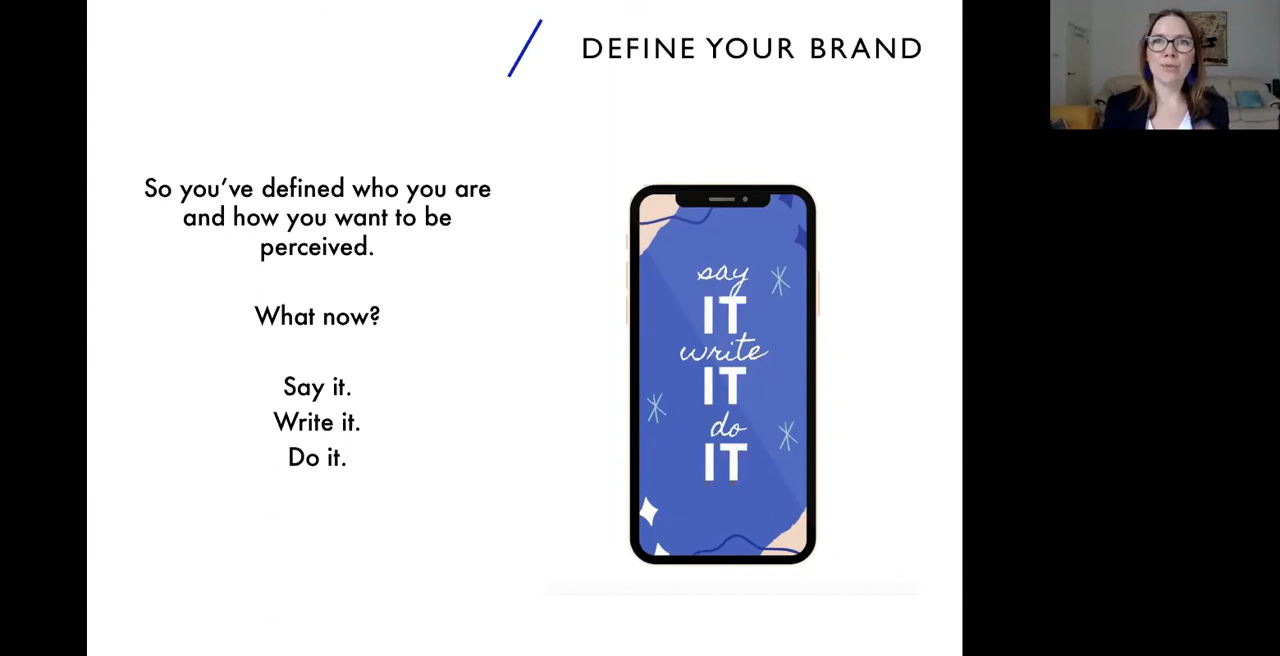 DEFINE YOUR BRAND
So you've defined who you are
and how you want to be
perceived.
What now?
Say it.
Write it.
Do it.
say
IT
write
IT
do
IT